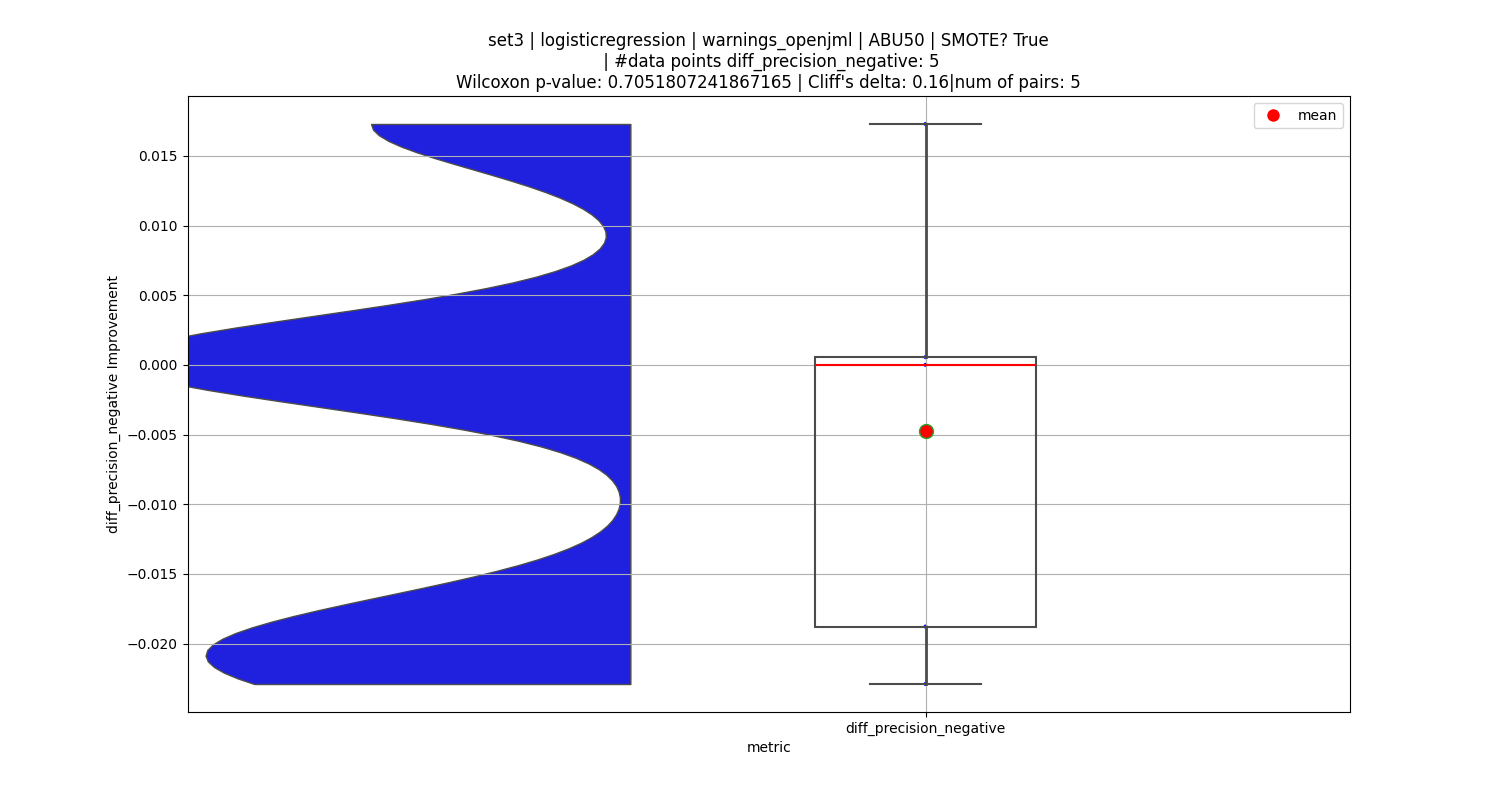 set3 | logisticregression | warnings_openjml | ABU50 | SMOTE? True
| #data points diff_precision_negative: 5
Wilcoxon p-value: 0.7051807241867165 | Cliff's delta: 0.16|num of pairs: 5
mean
0.015
0.010
0.005
0.000
−0.005
−0.010
−0.015
−0.020
diff_precision_negative Improvement
diff_precision_negative
metric